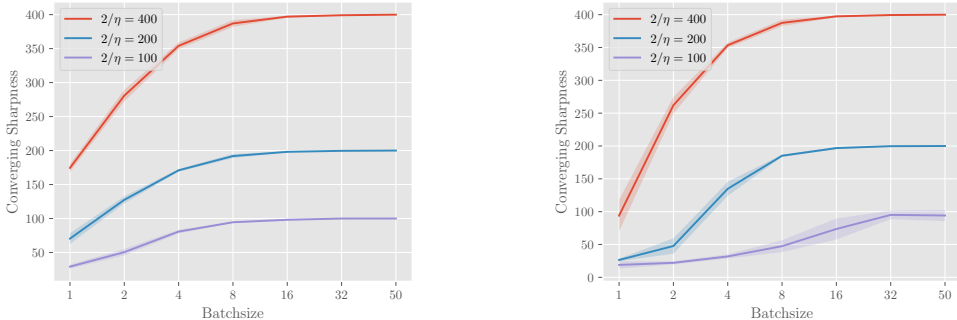 400
350
300
250
200
150
100
50
Converging Sharpness
2/η = 400
2/η = 200
2/η = 100
1 2 4 8 16 32 50
Batchsize
400
350
300
250
200
150
100
50
0
Converging Sharpness
2/η = 400
2/η = 200
2/η = 100
1 2 4 8 16 32 50
Batchsize